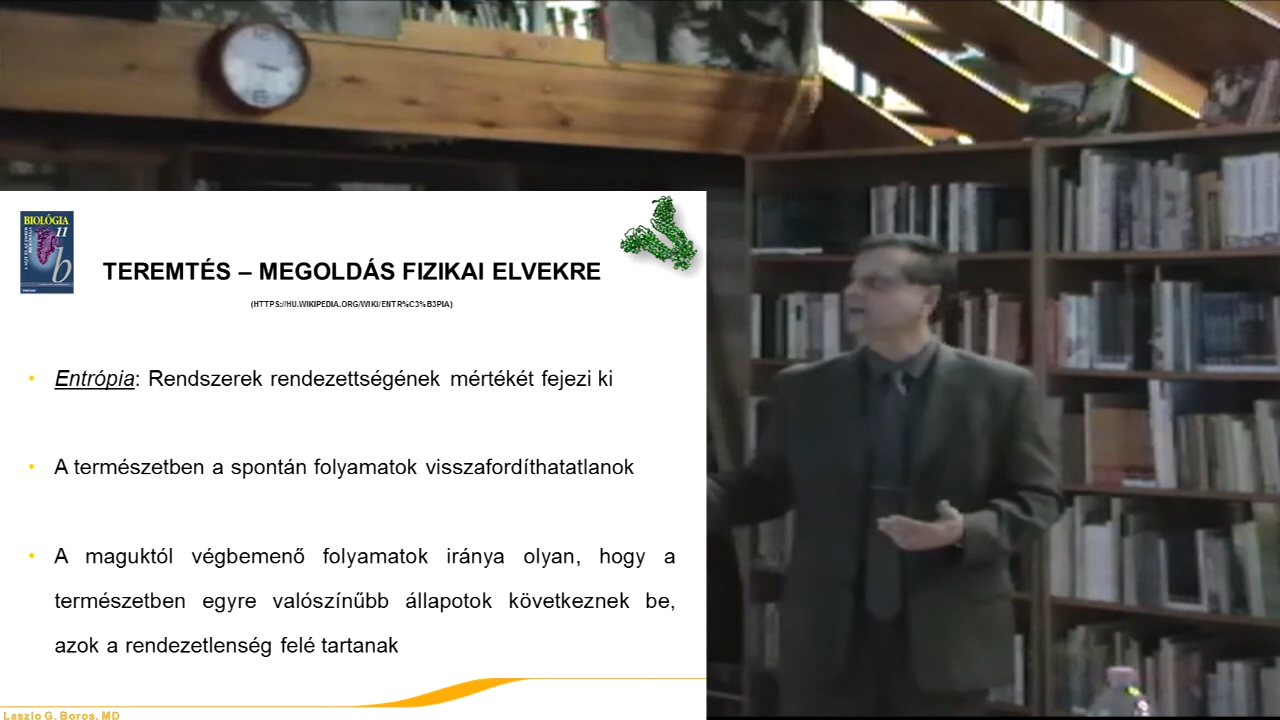 BIOLÓGIA
11
b
TEREMTÉS – MEGOLDÁS FIZIKAI ELVEKRE
(HTTPS://HU.WIKIPEDIA.ORG/WIKI/ENTR%C3%B3PIA)
• Entrópia: Rendszerek rendezettségének mértékét fejezi ki
• A természetben a spontán folyamatok visszafordíthatatlanok
• A maguktól végbemenő folyamatok iránya olyan, hogy a
természetben egyre valószínűbb állapotok következnek be,
azok a rendezetlenség felé tartanak
Laszlo G. Boros, MD